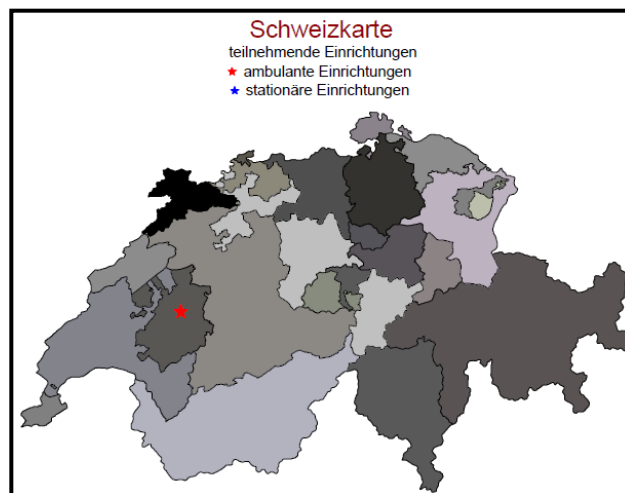 Schweizkarte
teilnehmende Einrichtungen
ambulante Einrichtungen
stationäre Einrichtungen